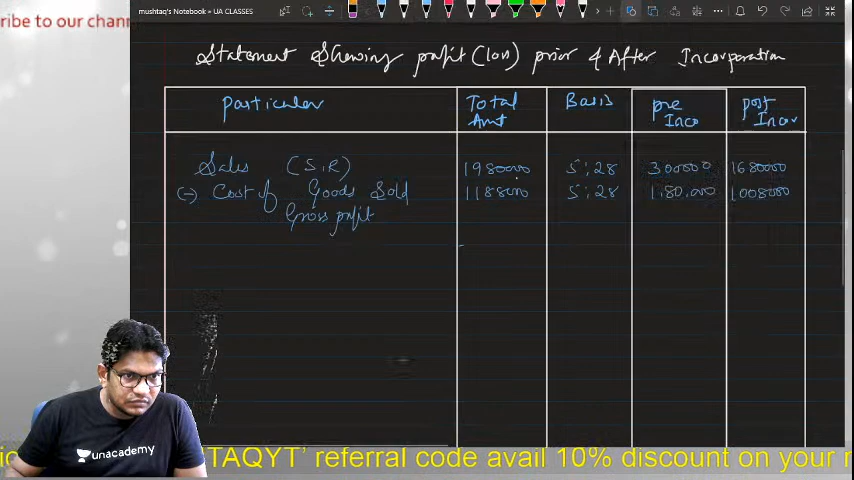 mushtaq's Notebook » UA CLASSES
ribe to our chann
Statement Showing profit (loss) prior & After Incorporation
Particular Total Amt Basis pre Inco post Incor
Sales (S.R) 1980000 5:28 300000 1680000
(-) Cost of Goods Sold 1188000 5:28 180,000 1008000
Gross profit
unacademy
TAQYT' referral code avail 10% discount on your